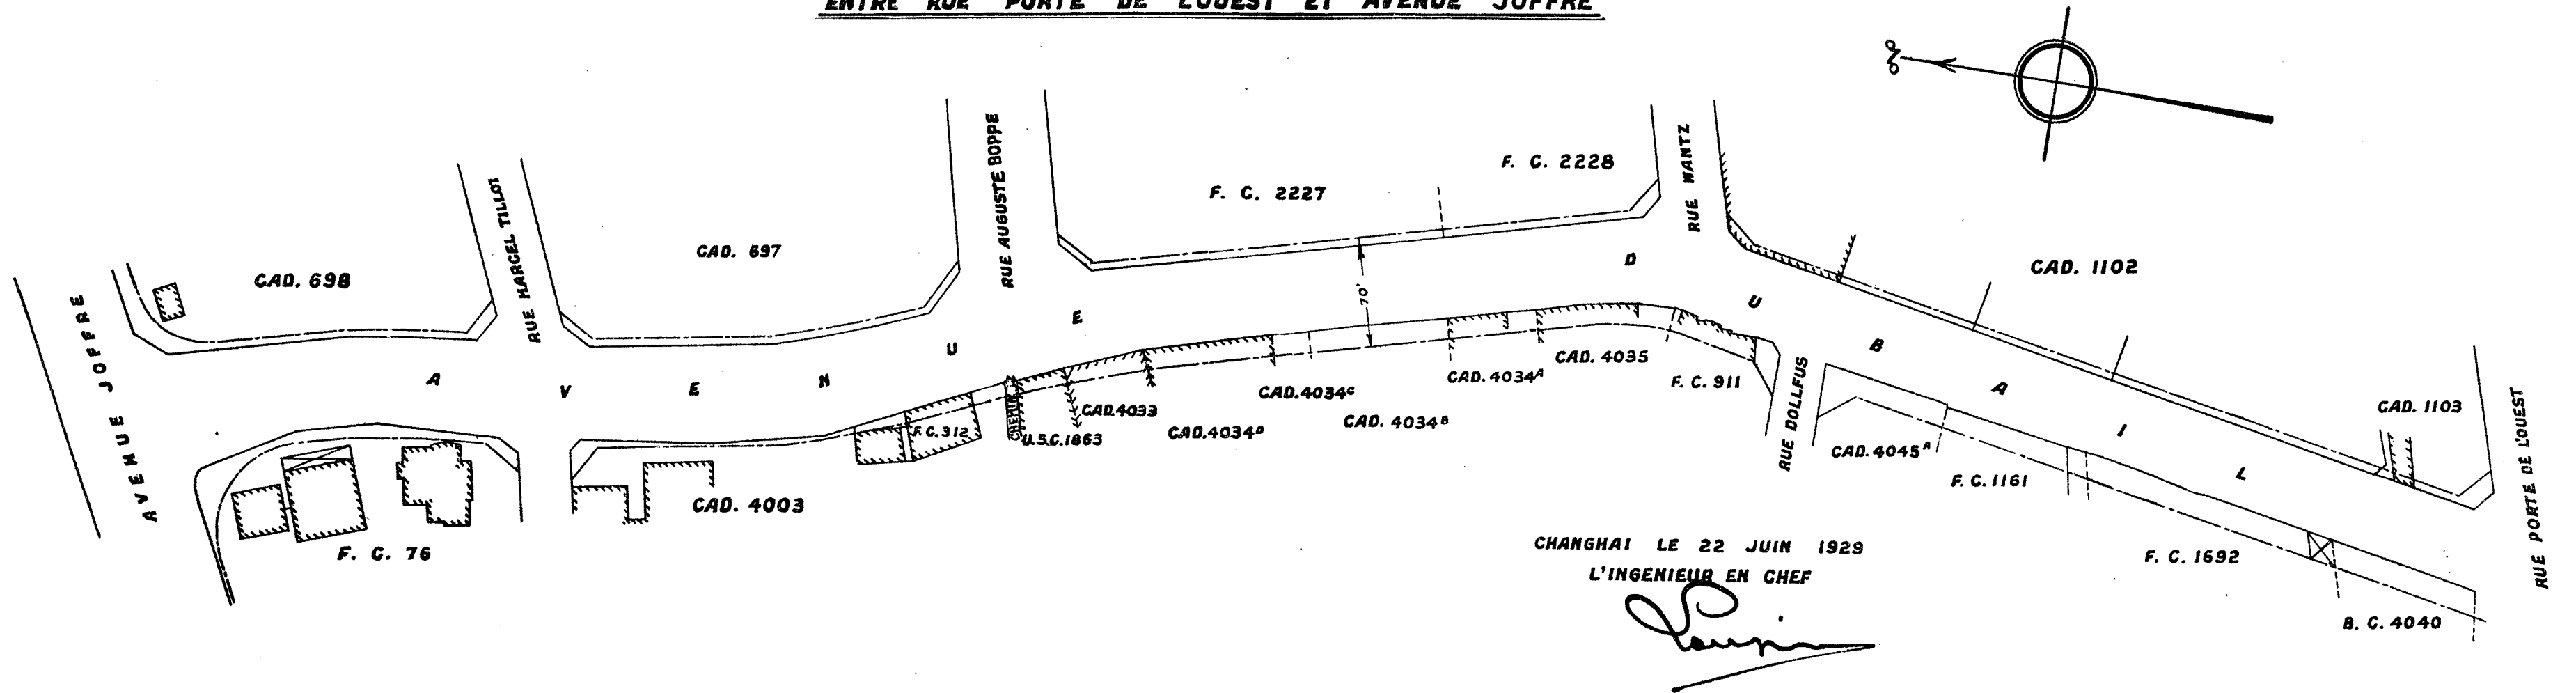 ENTRE RUE PORTE DE L'OUEST ET AVENUE JOFFRE
AVENUE JOFFRE
CAD. 698
RUE MARCEL TILLOT
CAD. 697
RUE AUGUSTE BOPPE
F. C. 2227
F. C. 2228
RUE WANTZ
CAD. 1102
CAD. 1103
RUE PORTE DE L'OUEST
AVENUE DUBAIL
70'
F. C. 76
CAD. 4003
F.C. 312
CHEMIN
U.S.C. 1863
CAD. 4033
CAD. 4034D
CAD. 4034C
CAD. 4034B
CAD. 4034A
CAD. 4035
F. C. 911
RUE DOLLFUS
CAD. 4045A
F. C. 1161
F. C. 1692
B. C. 4040
CHANGHAI LE 22 JUIN 1929
L'INGENIEUR EN CHEF